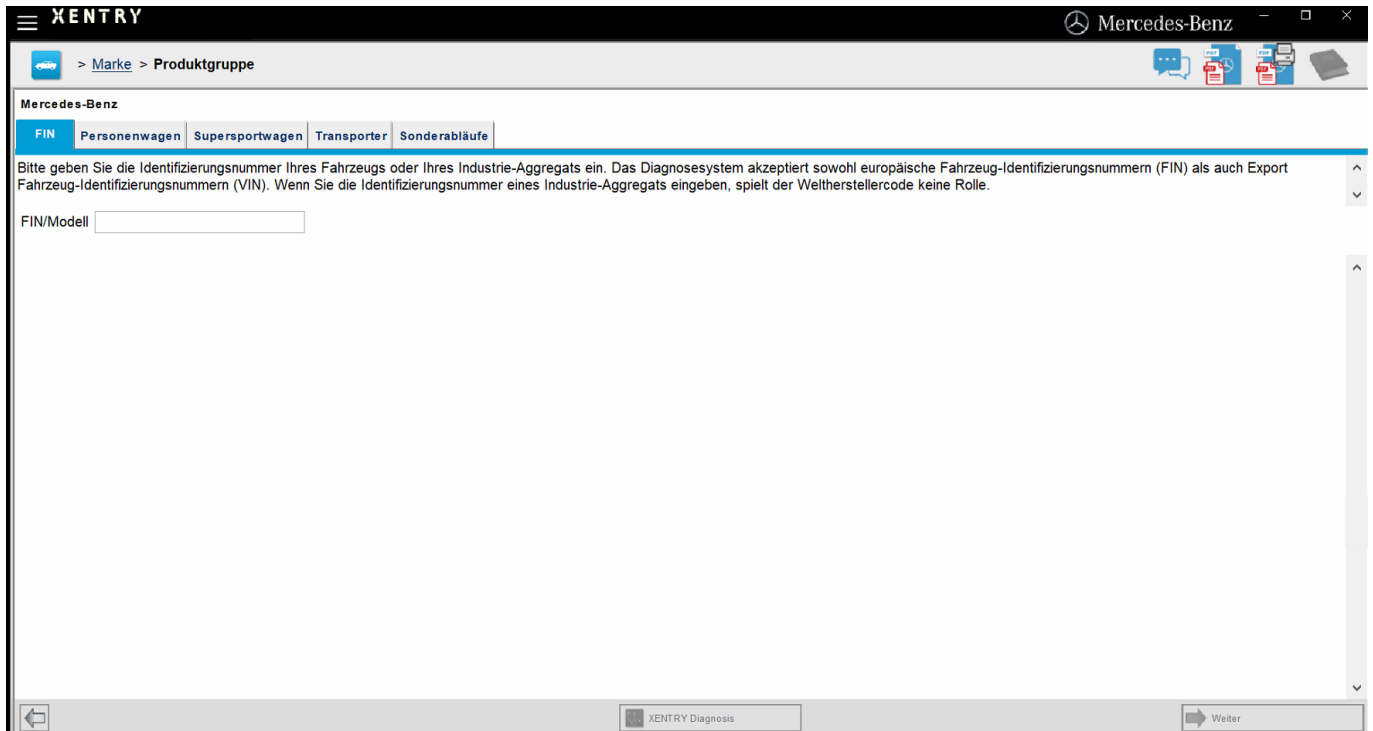 XENTRY
Mercedes-Benz
> Marke > Produktgruppe
Mercedes-Benz
FIN Personenwagen Supersportwagen Transporter Sonderabläufe
Bitte geben Sie die Identifizierungsnummer Ihres Fahrzeugs oder Ihres Industrie-Aggregats ein. Das Diagnosesystem akzeptiert sowohl europäische Fahrzeug-Identifizierungsnummern (FIN) als auch Export
Fahrzeug-Identifizierungsnummern (VIN). Wenn Sie die Identifizierungsnummer eines Industrie-Aggregats eingeben, spielt der Weltherstellercode keine Rolle.
FIN/Modell
XENTRY Diagnosis
Weiter